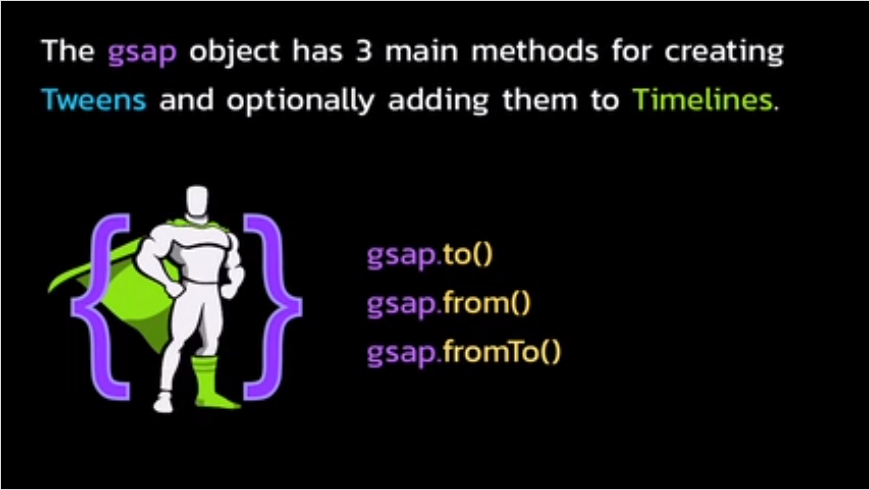 The gsap object has 3 main methods for creating
Tweens and optionally adding them to Timelines.
gsap.to()
gsap.from()
gsap.fromTo()